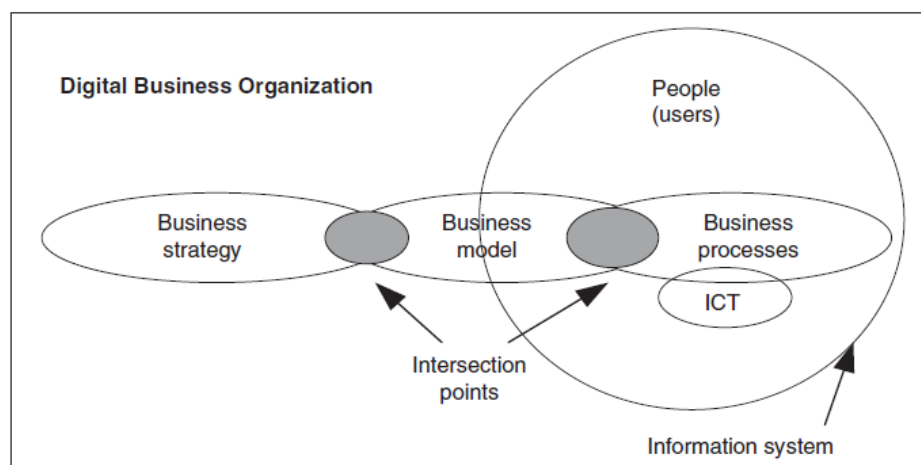 Digital Business Organization
People
(users)
Business
strategy
Business
model
Business
processes
ICT
Intersection
points
Information system